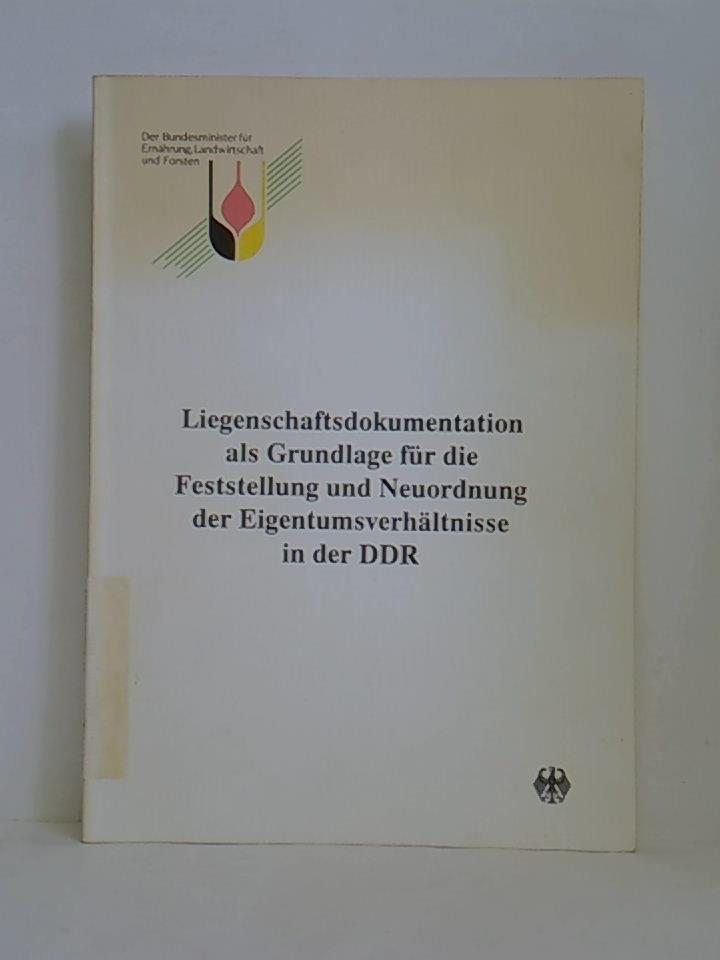 Der Bundesminister für
Ernährung, Landwirtschaft
und Forsten
Liegenschaftsdokumentation
als Grundlage für die
Feststellung und Neuordnung
der Eigentumsverhältnisse
in der DDR